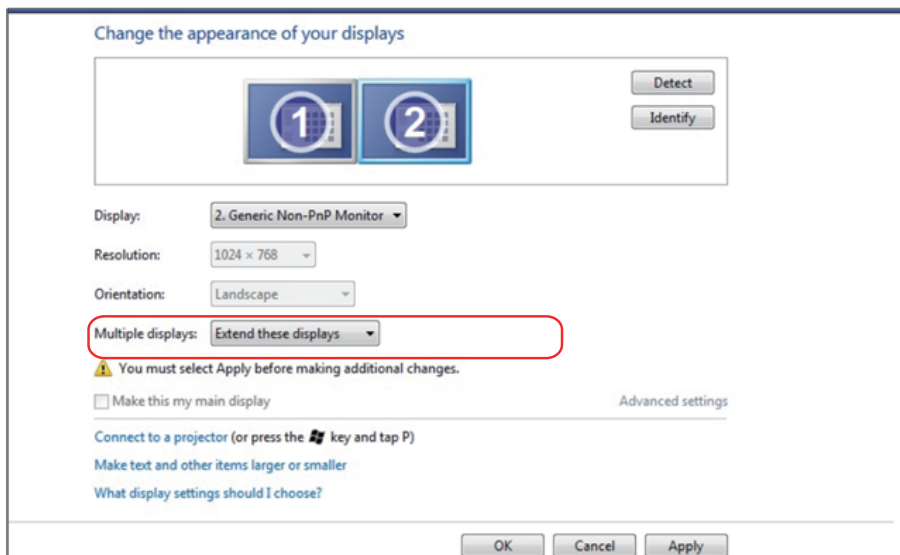 Change the appearance of your displays
1 2
Detect
Identify
Display: 2. Generic Non-PnP Monitor
Resolution: 1024 × 768
Orientation: Landscape
Multiple displays: Extend these displays
You must select Apply before making additional changes.
Make this my main display Advanced settings
Connect to a projector (or press the key and tap P)
Make text and other items larger or smaller
What display settings should I choose?
OK Cancel Apply